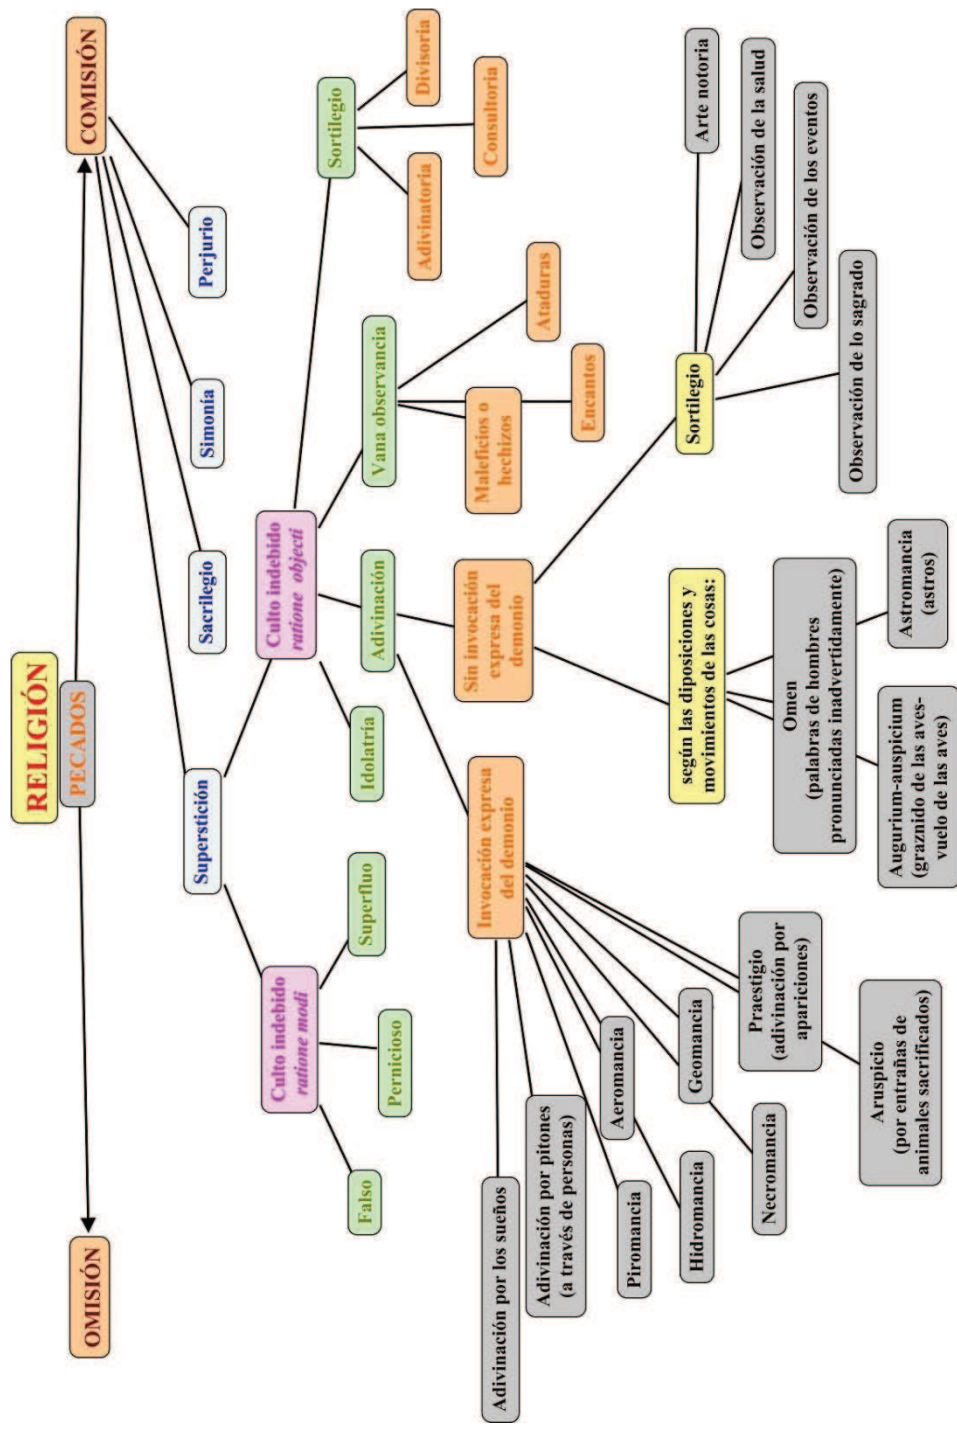 RELIGIÓN
PECADOS
OMISIÓN
COMISIÓN
Superstición
Sacrilegio
Simonía
Perjurio
Culto indebido
ratione modi
Culto indebido
ratione objecti
Falso
Pernicioso
Superfluo
Idolatría
Adivinación
Vana observancia
Sortilegio
Maleficios o
hechizos
Encantos
Ataduras
Adivinatoria
Consultoria
Divisoria
Invocación expresa
del demonio
Sin invocación
expresa del
demonio
Adivinación por los sueños
Adivinación por pitones
(a través de personas)
Piromancia
Aeromancia
Hidromancia
Geomancia
Necromancia
Praestigio
(adivinación por
apariciones)
Aruspicio
(por entrañas de
animales sacrificados)
según las diposiciones y
movimientos de las cosas:
Omen
(palabras de hombres
pronunciadas inadvertidamente)
Augurium-auspicium
(graznido de las aves-
vuelo de las aves)
Astromancia
(astros)
Sortilegio
Arte notoria
Observación de la salud
Observación de los eventos
Observación de lo sagrado